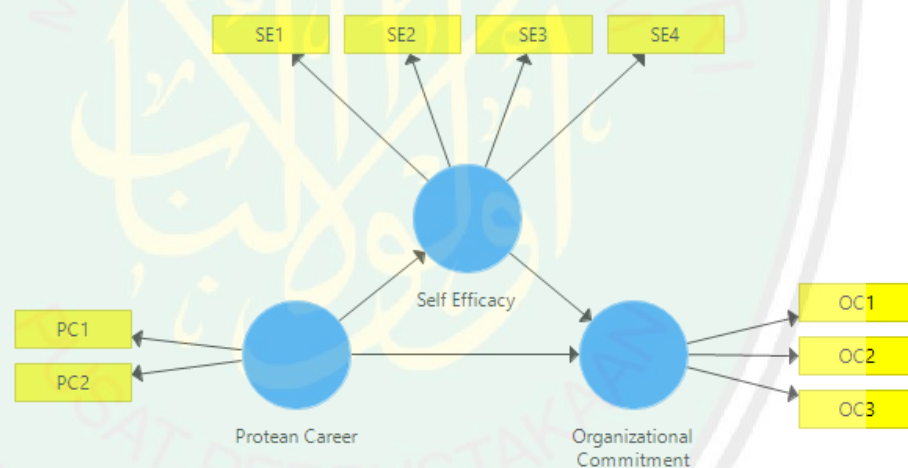 SE1
SE2
SE3
SE4
Self Efficacy
PC1
PC2
OC1
OC2
OC3
Protean Career
Organizational
Commitment